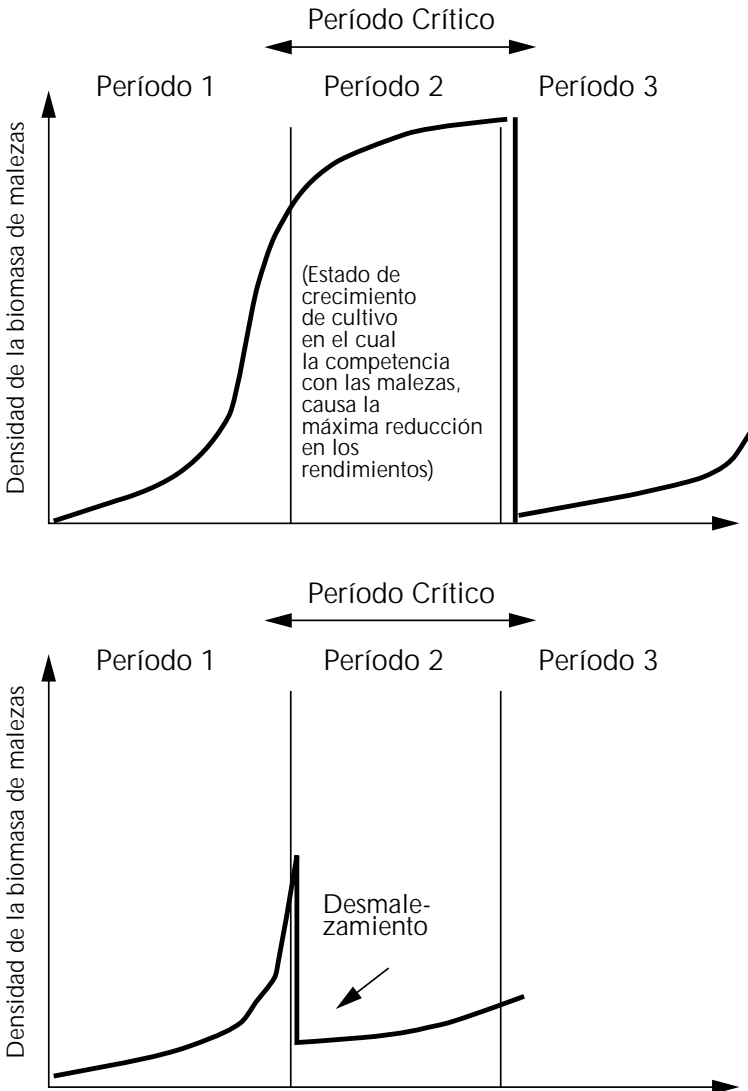 Período Crítico
Período 1
Período 2
Período 3
Densidad de la biomasa de malezas
(Estado de
crecimiento
de cultivo
en el cual
la competencia
con las malezas,
causa la
máxima reducción
en los
rendimientos)
Período Crítico
Período 1
Período 2
Período 3
Densidad de la biomasa de malezas
Desmale-
zamiento